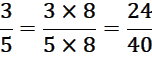 3/5 = (3 × 8)/(5 × 8) = 24/40